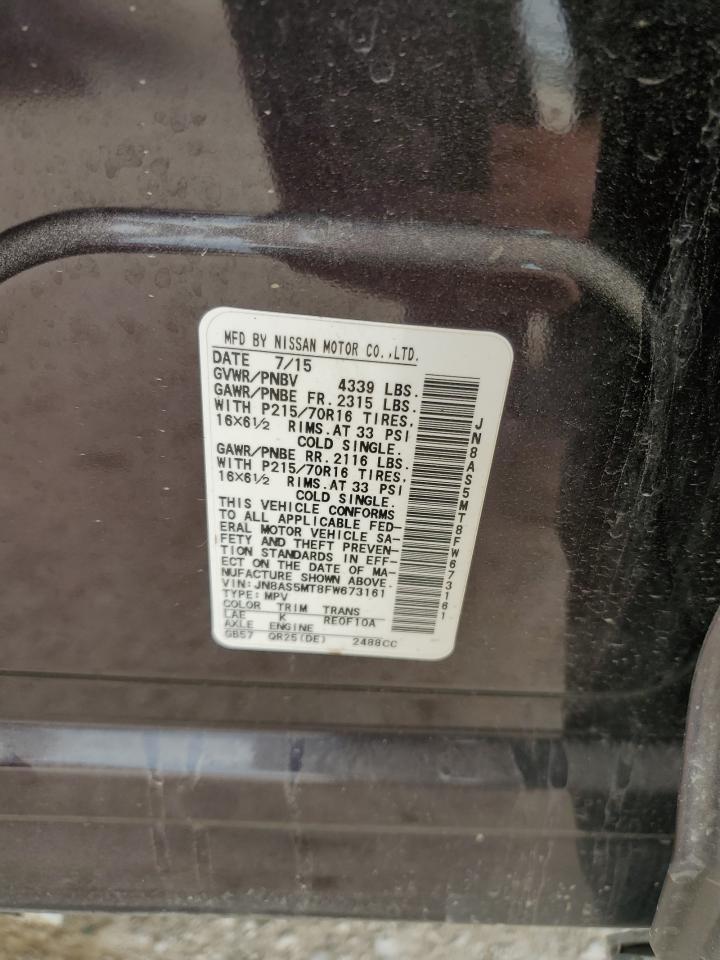 MFD BY NISSAN MOTOR CO.,LTD.
DATE 7/15
GVWR/PNBV 4339 LBS.
GAWR/PNBE FR. 2315 LBS.
WITH P215/70R16 TIRES,
16X6½ RIMS.AT 33 PSI
COLD SINGLE.
GAWR/PNBE RR. 2116 LBS.
WITH P215/70R16 TIRES,
16X6½ RIMS.AT 33 PSI
COLD SINGLE.
THIS VEHICLE CONFORMS
TO ALL APPLICABLE FED-
ERAL MOTOR VEHICLE SA-
FETY AND THEFT PREVEN-
TION STANDARDS IN EFF-
ECT ON THE DATE OF MA-
NUFACTURE SHOWN ABOVE.
VIN:JN8AS5MT8FW673161
TYPE:MPV
COLOR TRIM TRANS
LAE K RE0F10A
AXLE ENGINE
GB57 QR25(DE) 2488CC
JN8AS5MT8FW673161